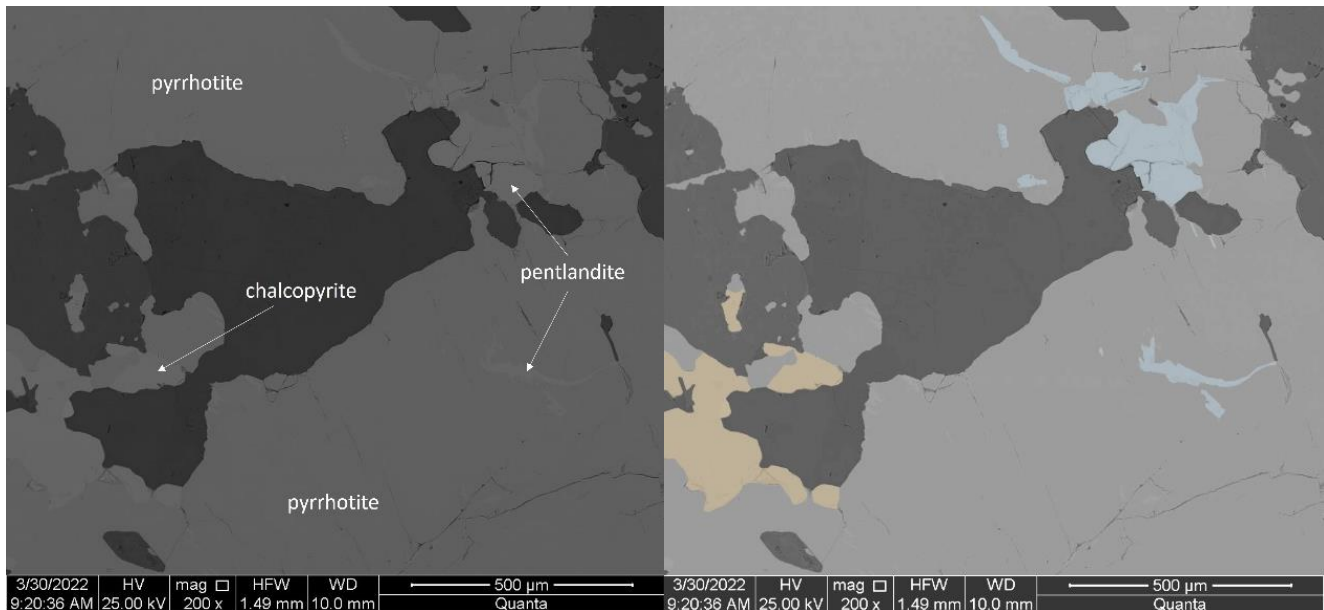 pyrrhotite
chalcopyrite
pentlandite
pyrrhotite
3/30/2022 HV mag HFW WD 500 µm
9:20:36 AM 25.00 kV 200 x 1.49 mm 10.0 mm Quanta
3/30/2022 HV mag HFW WD 500 µm
9:20:36 AM 25.00 kV 200 x 1.49 mm 10.0 mm Quanta